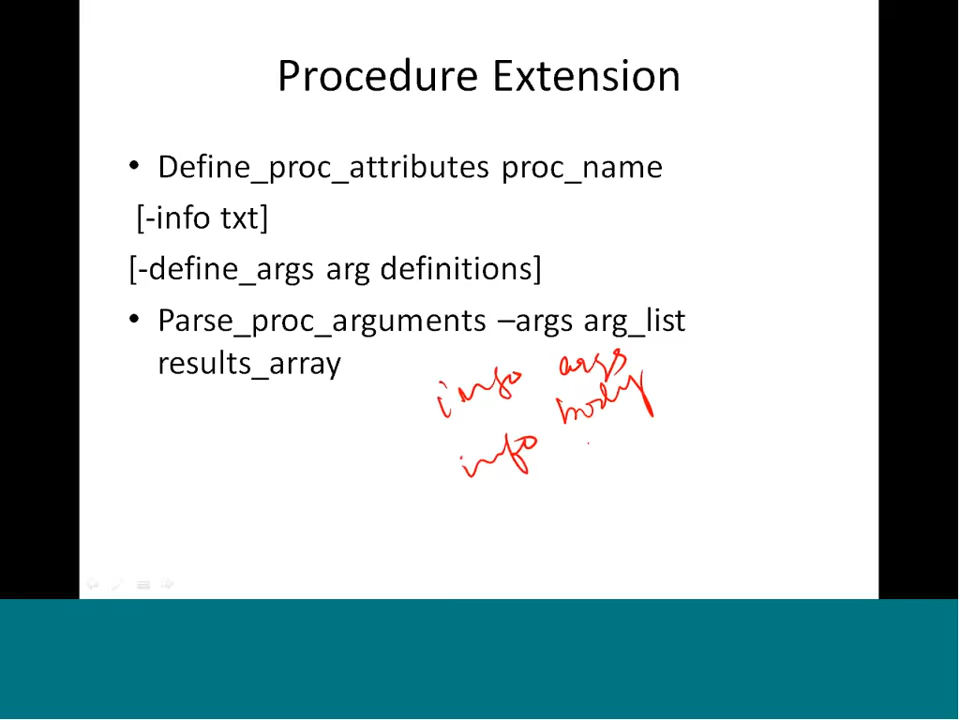 Procedure Extension
• Define_proc_attributes proc_name
[-info txt]
[-define_args arg definitions]
• Parse_proc_arguments –args arg_list
results_array
info args
info body